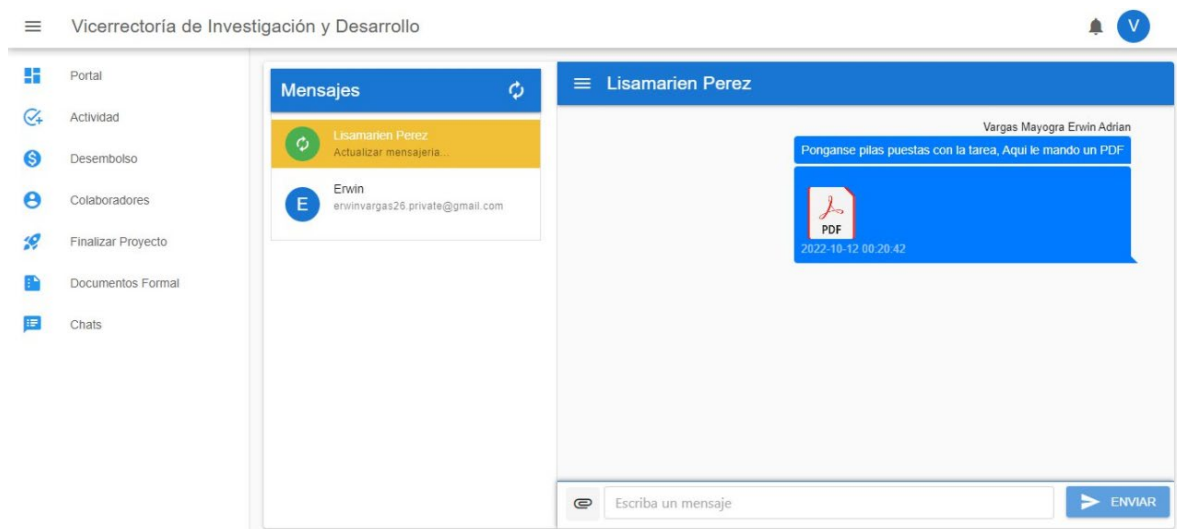 Vicerrectoría de Investigación y Desarrollo
V
Portal
Actividad
Desembolso
Colaboradores
Finalizar Proyecto
Documentos Formal
Chats
Mensajes
Lisamarien Perez
Actualizar mensajeria...
E
Erwin
erwinvargas26.private@gmail.com
Lisamarien Perez
Vargas Mayogra Erwin Adrian
Ponganse pilas puestas con la tarea, Aqui le mando un PDF
PDF
2022-10-12 00:20:42
Escriba un mensaje
ENVIAR